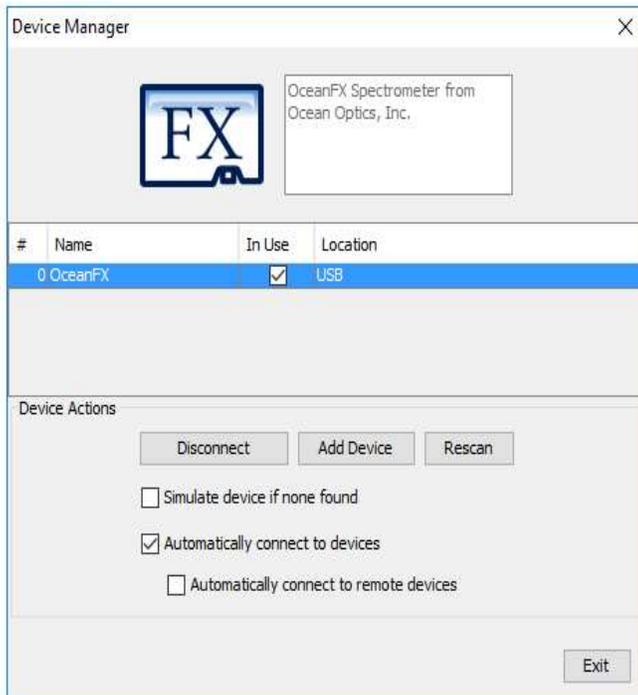 Device Manager
FX
OceanFX Spectrometer from
Ocean Optics, Inc.
# Name In Use Location
0 OceanFX USB
Device Actions
Disconnect Add Device Rescan
Simulate device if none found
Automatically connect to devices
Automatically connect to remote devices
Exit